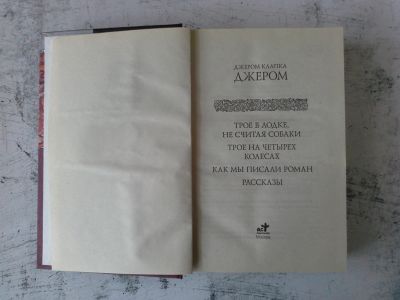 ДЖЕРОМ КЛАПКА
ДЖЕРОМ
ТРОЕ В ЛОДКЕ,
НЕ СЧИТАЯ СОБАКИ
ТРОЕ НА ЧЕТЫРЕХ
КОЛЕСАХ
КАК МЫ ПИСАЛИ РОМАН
РАССКАЗЫ
аст
Москва